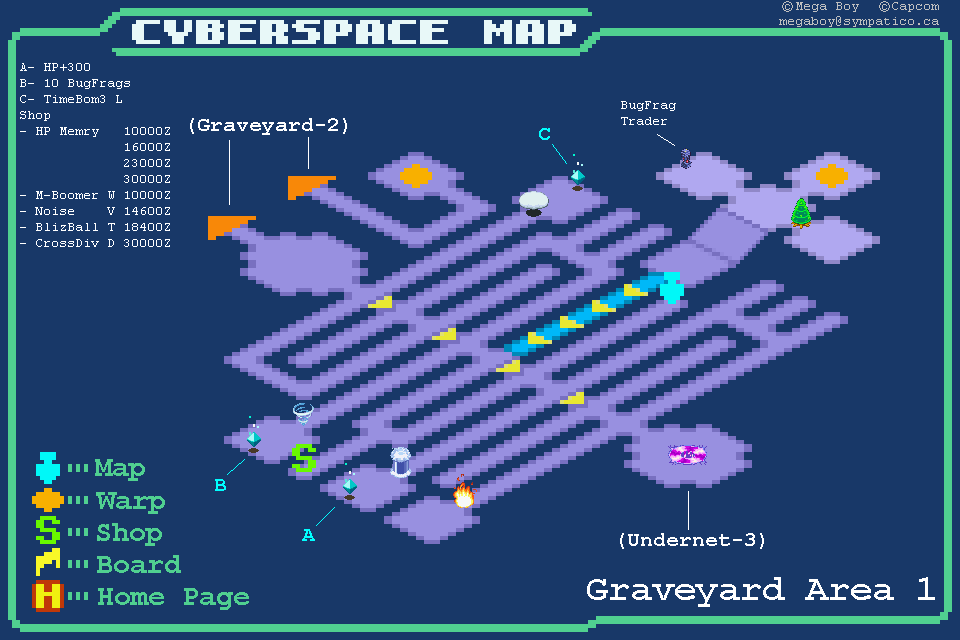 ©Mega Boy ©Capcom
megaboy@sympatico.ca
CYBERSPACE MAP
A- HP+300
B- 10 BugFrags
C- TimeBom3 L
Shop
- HP Memry 10000Z
16000Z
23000Z
30000Z
- M-Boomer W 10000Z
- Noise V 14600Z
- BlizBall T 18400Z
- CrossDiv D 30000Z
(Graveyard-2)
C
BugFrag
Trader
S
B
A
(Undernet-3)
Map
Warp
S Shop
Board
H Home Page
Graveyard Area 1